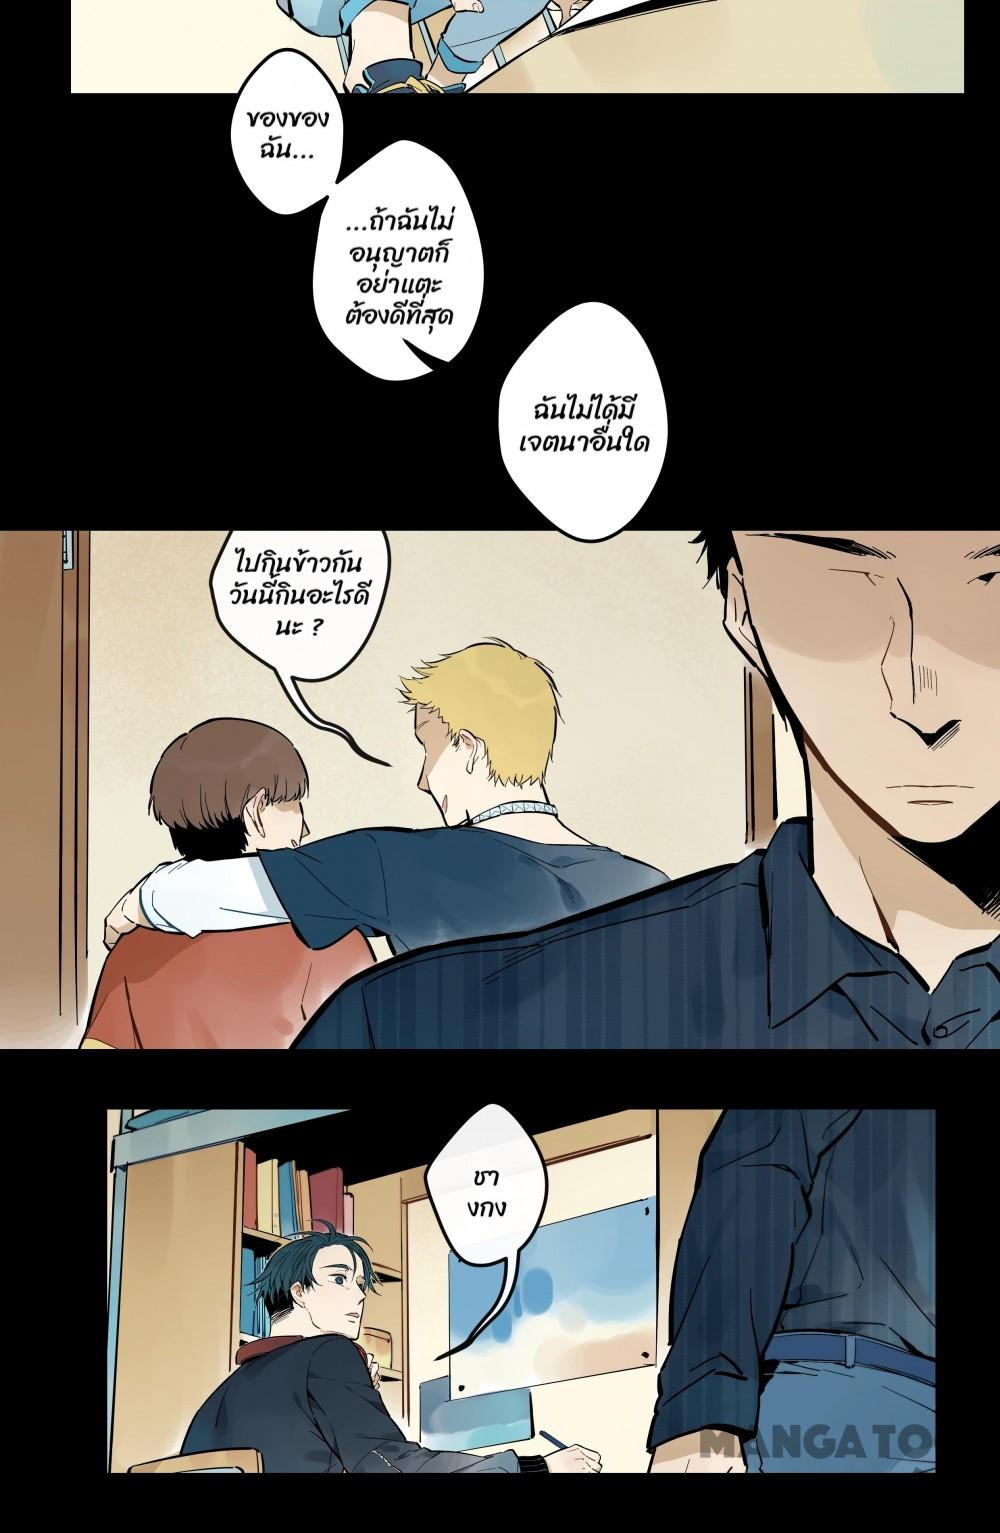 ของของ
ฉัน...
...ถ้าฉันไม่
อนุญาตก็
อย่าแตะ
ต้องดีที่สุด
ฉันไม่ได้มี
เจตนาอื่นใด
ไปกินข้าวกัน
วันนี้กินอะไรดี
นะ ?
ชา
งกง
MANGA TO